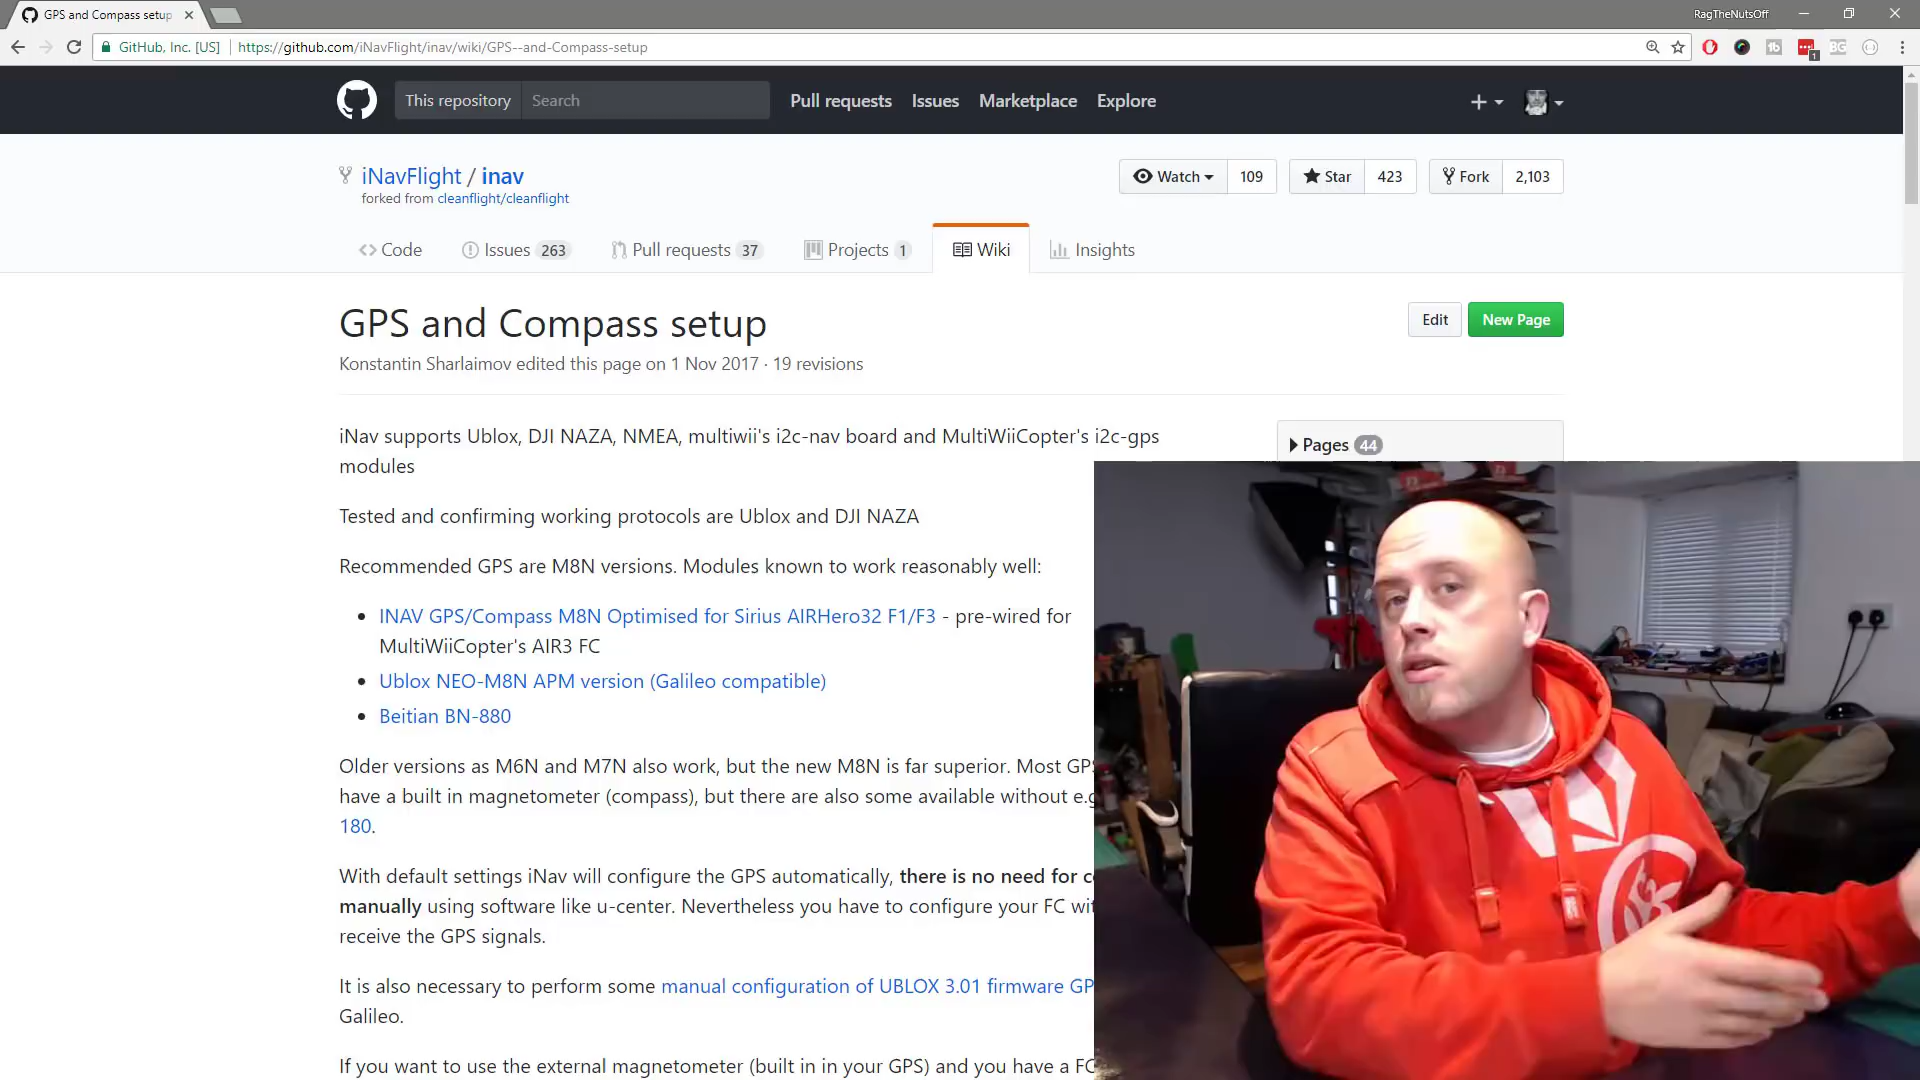 GPS and Compass setup
RagTheNutsOff
GitHub, Inc. [US]
https://github.com/iNavFlight/inav/wiki/GPS--and-Compass-setup
1
This repository
Search
Pull requests
Issues
Marketplace
Explore
iNavFlight / inav
forked from cleanflight/cleanflight
Watch 109
Star 423
Fork 2,103
Code
Issues 263
Pull requests 37
Projects 1
Wiki
Insights
GPS and Compass setup
Edit
New Page
Konstantin Sharlaimov edited this page on 1 Nov 2017 · 19 revisions
iNav supports Ublox, DJI NAZA, NMEA, multiwii's i2c-nav board and MultiWiiCopter's i2c-gps
modules
Pages 44
Tested and confirming working protocols are Ublox and DJI NAZA
Recommended GPS are M8N versions. Modules known to work reasonably well:
INAV GPS/Compass M8N Optimised for Sirius AIRHero32 F1/F3 - pre-wired for
MultiWiiCopter's AIR3 FC
Ublox NEO-M8N APM version (Galileo compatible)
Beitian BN-880
Older versions as M6N and M7N also work, but the new M8N is far superior. Most GPS
have a built in magnetometer (compass), but there are also some available without e.g
180.
With default settings iNav will configure the GPS automatically, there is no need for
manually using software like u-center. Nevertheless you have to configure your FC
receive the GPS signals.
It is also necessary to perform some manual configuration of UBLOX 3.01 firmware
Galileo.
If you want to use the external magnetometer (built in in your GPS) and you have a FC